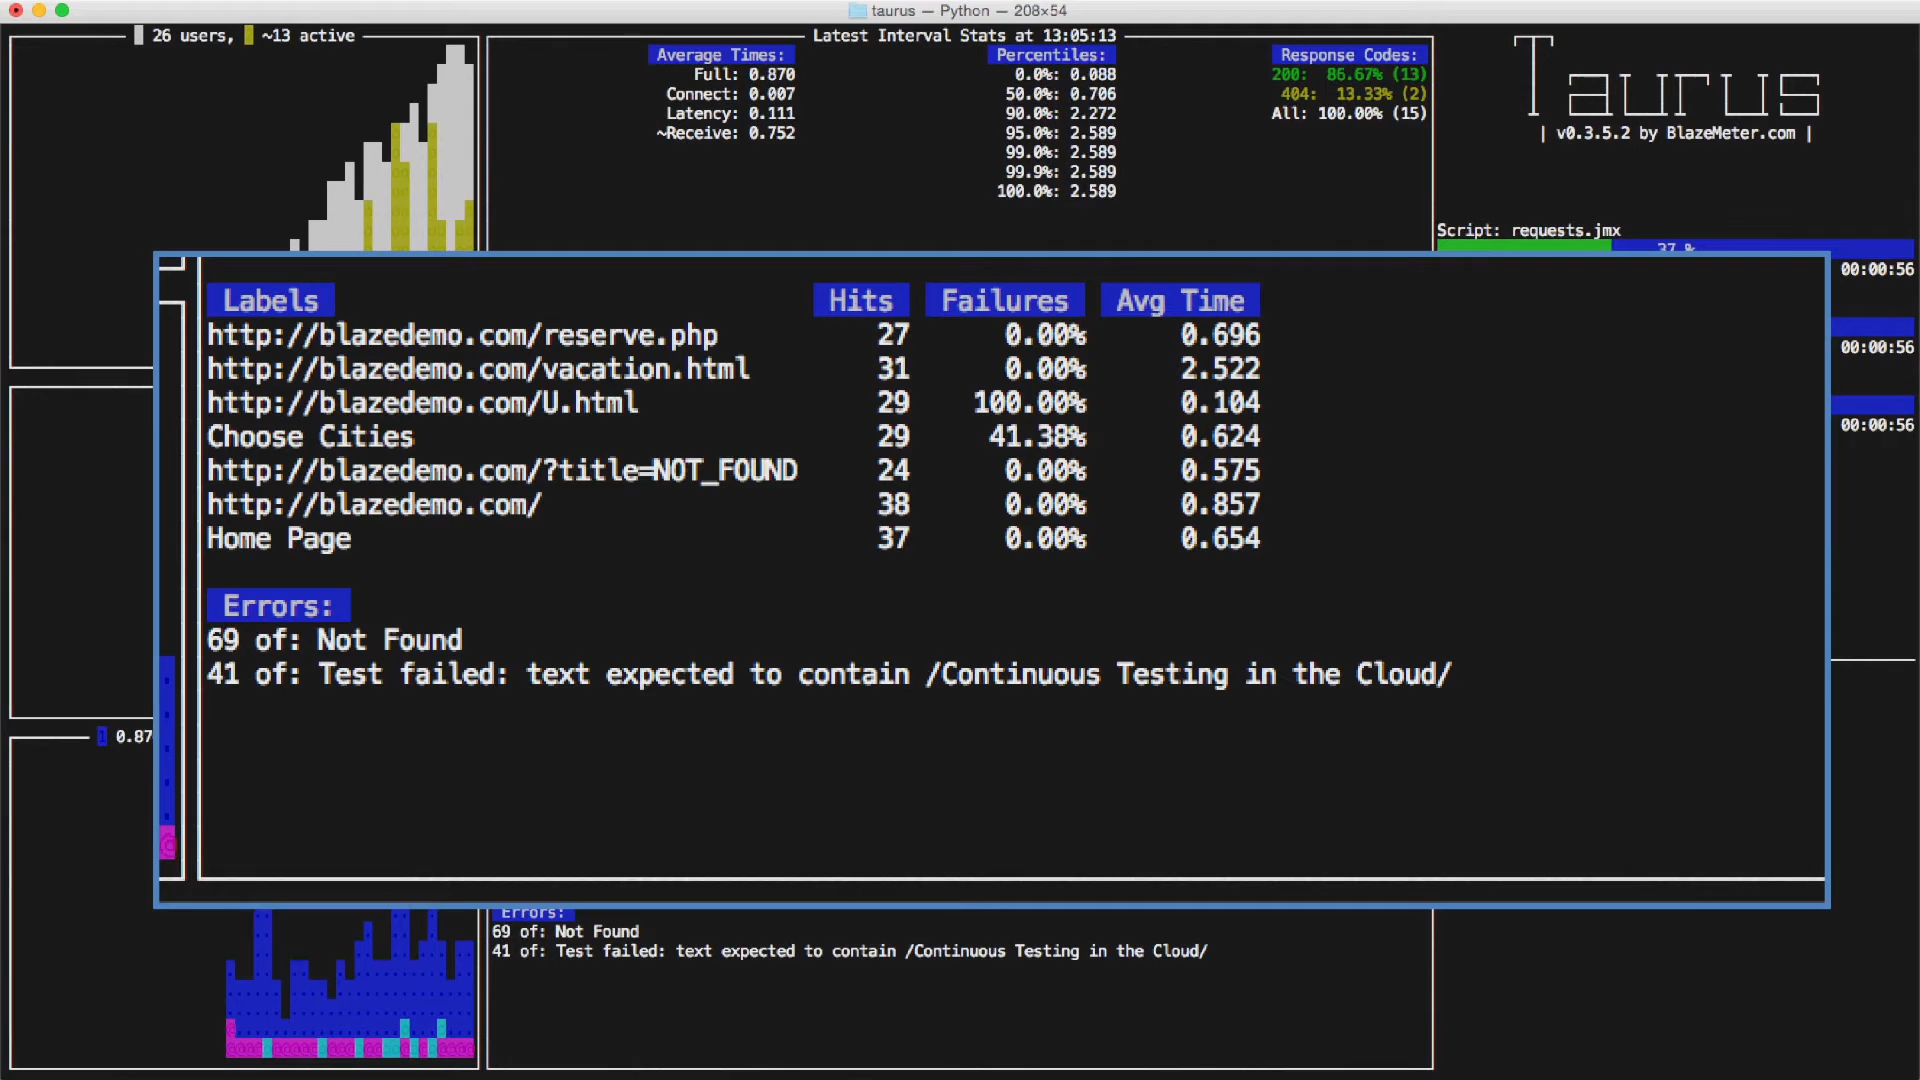 taurus — Python — 208×54
26 users, ~13 active
Latest Interval Stats at 13:05:13
Average Times:
Full: 0.870
Connect: 0.007
Latency: 0.111
~Receive: 0.752
Percentiles:
0.0%: 0.088
50.0%: 0.706
90.0%: 2.272
95.0%: 2.589
99.0%: 2.589
99.9%: 2.589
100.0%: 2.589
Response Codes:
200: 86.67% (13)
404: 13.33% (2)
All: 100.00% (15)
Taurus
| v0.3.5.2 by BlazeMeter.com |
Script: requests.jmx
37 %
00:00:56
00:00:56
00:00:56
Labels Hits Failures Avg Time
http://blazedemo.com/reserve.php 27 0.00% 0.696
http://blazedemo.com/vacation.html 31 0.00% 2.522
http://blazedemo.com/U.html 29 100.00% 0.104
Choose Cities 29 41.38% 0.624
http://blazedemo.com/?title=NOT_FOUND 24 0.00% 0.575
http://blazedemo.com/ 38 0.00% 0.857
Home Page 37 0.00% 0.654
Errors:
69 of: Not Found
41 of: Test failed: text expected to contain /Continuous Testing in the Cloud/
0.87
Errors:
69 of: Not Found
41 of: Test failed: text expected to contain /Continuous Testing in the Cloud/